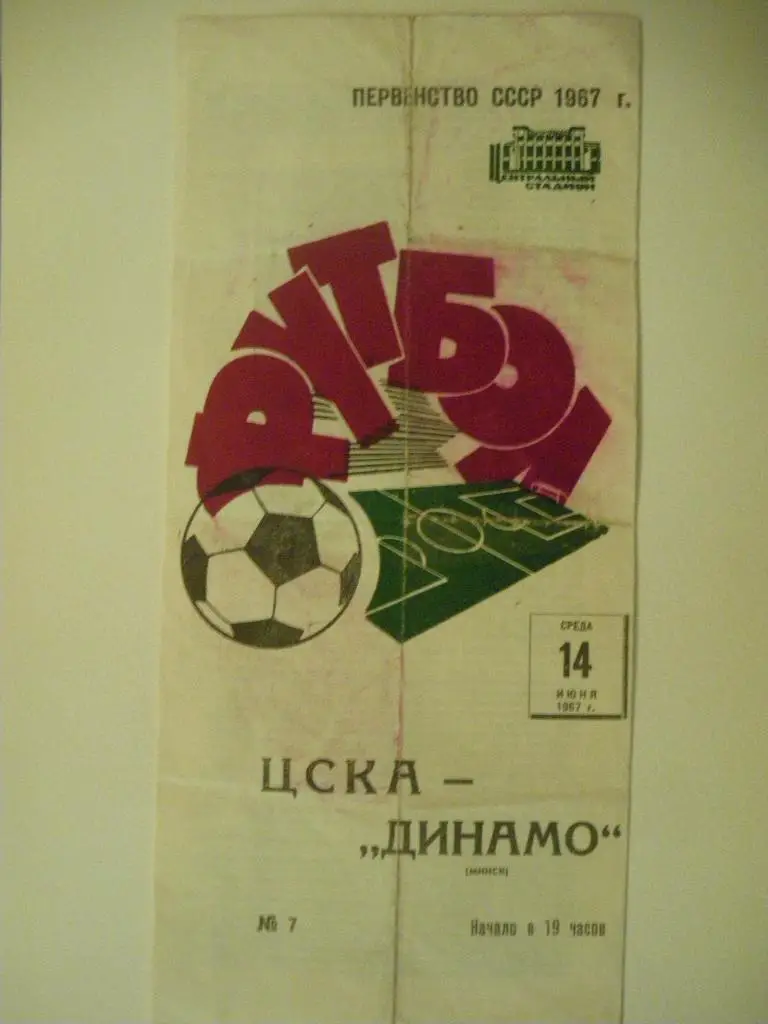 ПЕРВЕНСТВО СССР 1967 г.
ЦЕНТРАЛЬНЫЙ
СТАДИОН
ФУТБОЛ
СРЕДА
14
ИЮНЯ
1967 г.
ЦСКА –
„ДИНАМО“
(МИНСК)
№ 7
Начало в 19 часов